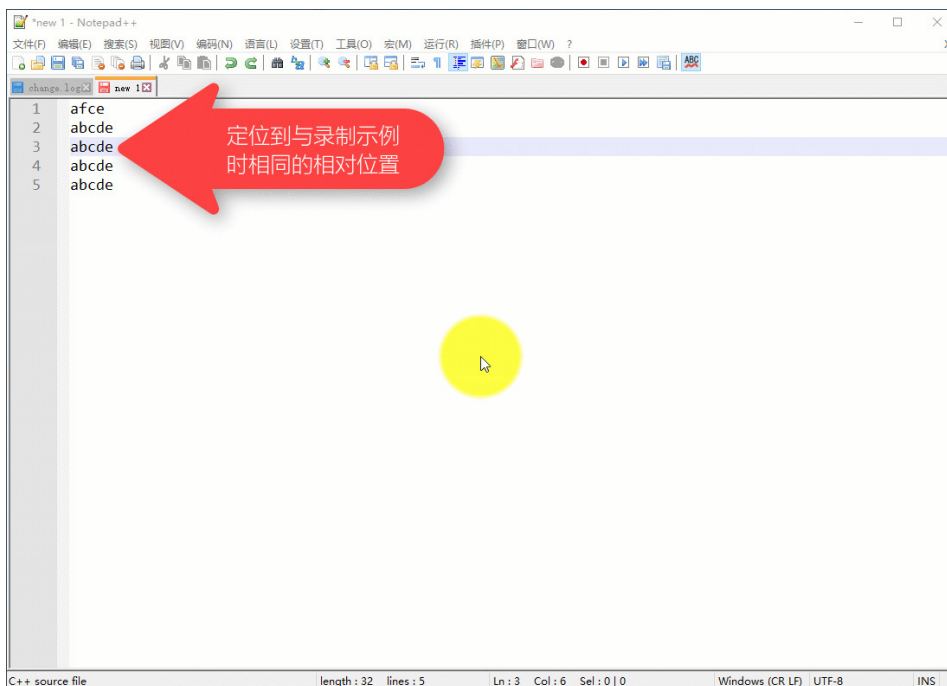 *new 1 - Notepad++
文件(F) 编辑(E) 搜索(S) 视图(V) 编码(N) 语言(L) 设置(T) 工具(O) 宏(M) 运行(R) 插件(P) 窗口(W) ?
ABC
change.log new 1
1 afce
2 abcde
3 abcde
4 abcde
5 abcde
定位到与录制示例
时相同的相对位置
C++ source file length : 32 lines : 5 Ln : 3 Col : 6 Sel : 0 | 0 Windows (CR LF) UTF-8 INS